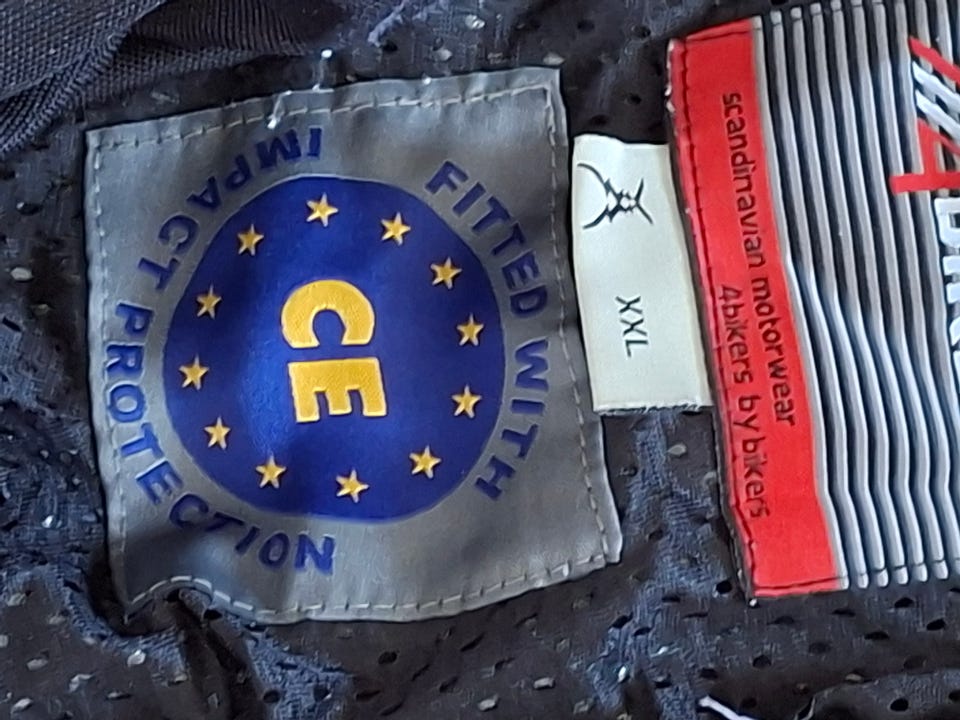 FITTED WITH
CE
IMPACT PROTECTION
XXL
scandinavian motorwear
4bikers by bikers